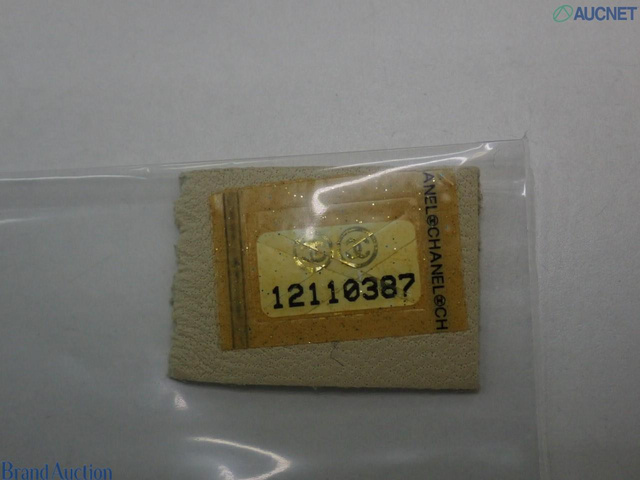 AUCNET
ANEL©CHANEL©CH
12110387
Brand Auction